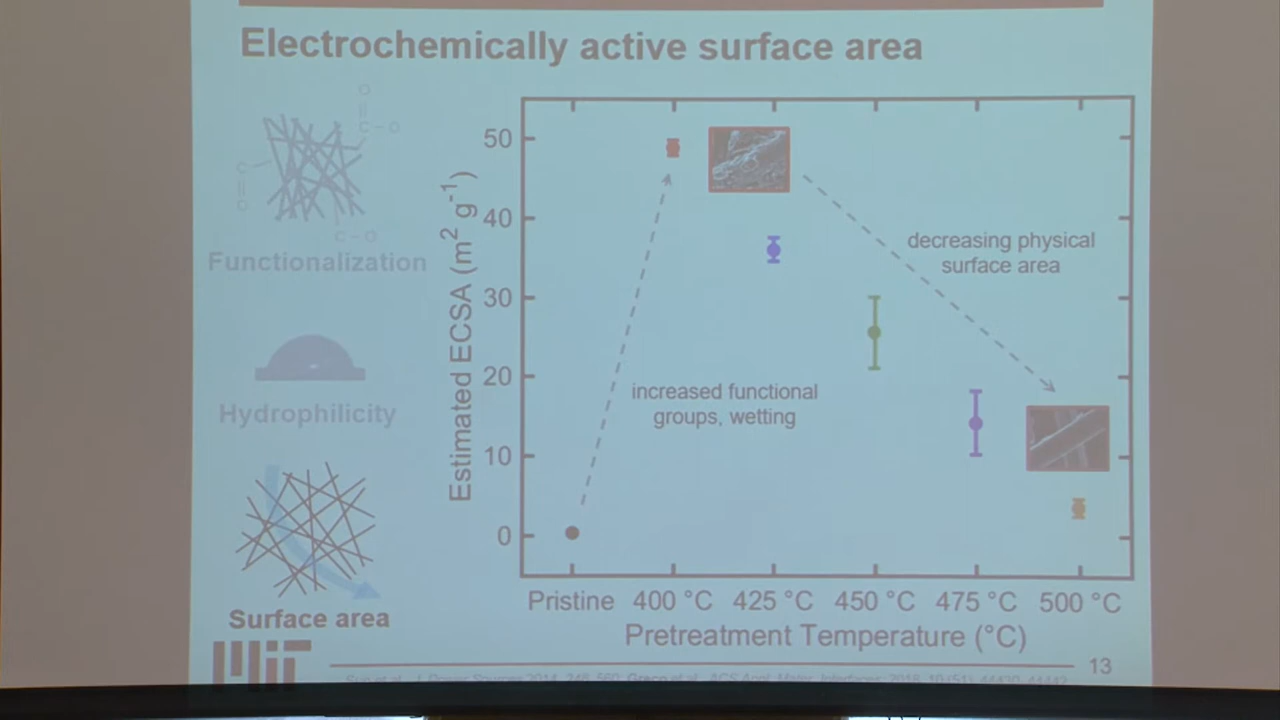 Electrochemically active surface area
O
C-O
C
O
C-O
Functionalization
Hydrophilicity
Surface area
Estimated ECSA (m² g⁻¹)
50
40
30
20
10
0
decreasing physical
surface area
increased functional
groups, wetting
Pristine 400 °C 425 °C 450 °C 475 °C 500 °C
Pretreatment Temperature (°C)
MIT
13